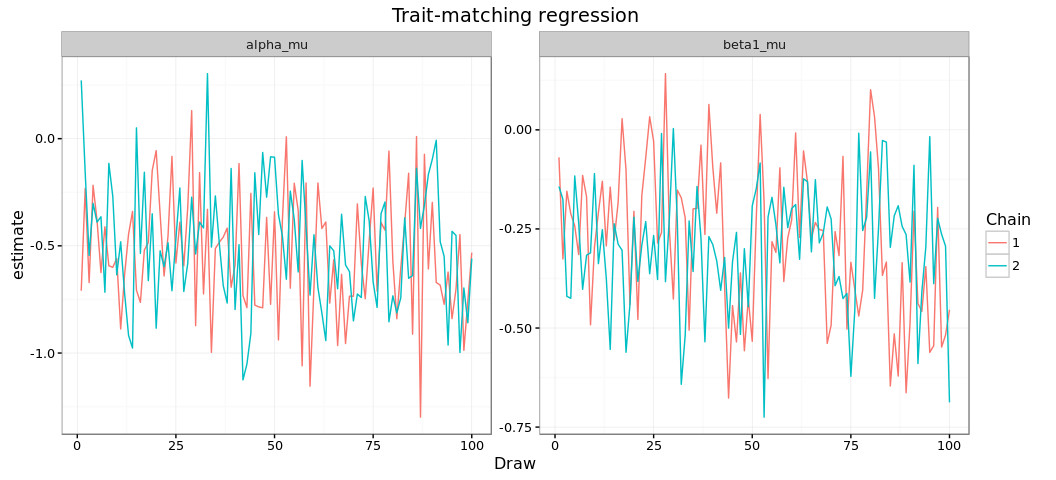 Trait-matching regression
alpha_mu
beta1_mu
estimate
0.0
-0.5
-1.0
0.00
-0.25
-0.50
-0.75
0 25 50 75 100
0 25 50 75 100
Draw
Chain
1
2